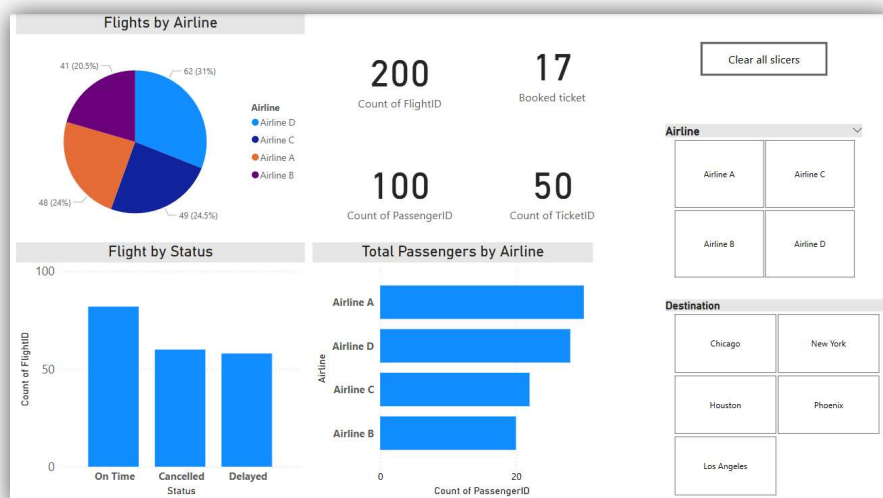 Flights by Airline
41 (20.5%)
62 (31%)
48 (24%)
49 (24.5%)
Airline
Airline D
Airline C
Airline A
Airline B
200
Count of FlightID
17
Booked ticket
100
Count of PassengerID
50
Count of TicketID
Clear all slicers
Airline
Airline A
Airline C
Airline B
Airline D
Flight by Status
100
50
0
Count of FlightID
On Time
Cancelled
Delayed
Status
Total Passengers by Airline
Airline
Airline A
Airline D
Airline C
Airline B
0
20
Count of PassengerID
Destination
Chicago
New York
Houston
Phoenix
Los Angeles